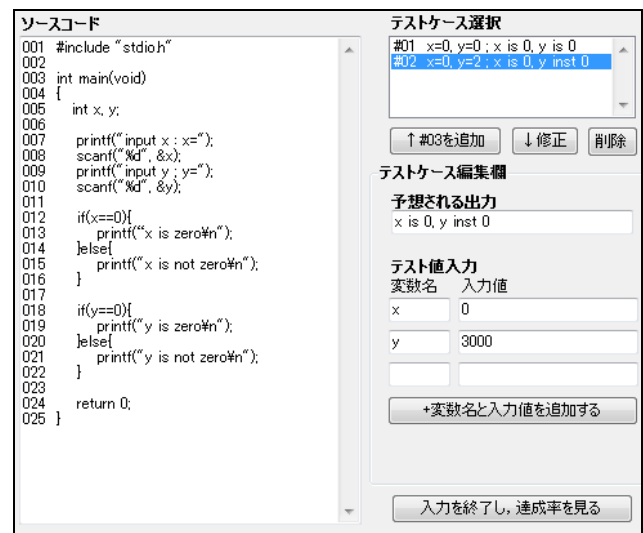 ソースコード
001 #include "stdio.h"
002
003 int main(void)
004 {
005 int x, y;
006
007 printf("input x : x=");
008 scanf("%d", &x);
009 printf("input y ; y=");
010 scanf("%d", &y);
011
012 if(x==0){
013 printf("x is zero¥n");
014 }else{
015 printf("x is not zero¥n");
016 }
017
018 if(y==0){
019 printf("y is zero¥n");
020 }else{
021 printf("y is not zero¥n");
022 }
023
024 return 0;
025 }
テストケース選択
#01 x=0, y=0 ; x is 0, y is 0
#02 x=0, y=2 ; x is 0, y inst 0
↑#03を追加 ↓修正 削除
テストケース編集欄
予想される出力
x is 0, y inst 0
テスト値入力
変数名 入力値
x 0
y 3000
+変数名と入力値を追加する
入力を終了し, 達成率を見る